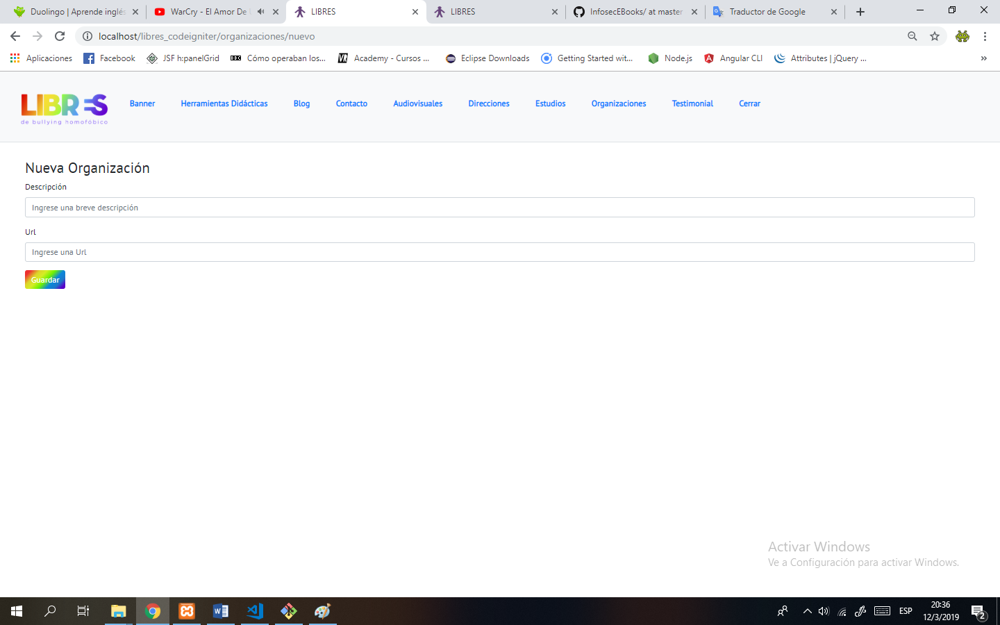 Duolingo | Aprende inglés
WarCry - El Amor De
LIBRES
LIBRES
InfosecEBooks/ at master
Traductor de Google
localhost/libres_codeigniter/organizaciones/nuevo
Aplicaciones
Facebook
JSF h:panelGrid
BBC
Cómo operaban los...
Academy - Cursos ...
Eclipse Downloads
Getting Started wit...
Node.js
Angular CLI
Attributes | jQuery ...
»
LIBRES
de bullying homofóbico
Banner
Herramientas Didácticas
Blog
Contacto
Audiovisuales
Direcciones
Estudios
Organizaciones
Testimonial
Cerrar
Nueva Organización
Descripción
Ingrese una breve descripción
Url
Ingrese una Url
Guardar
Activar Windows
Ve a Configuración para activar Windows.
ESP
20:36
12/3/2019
2